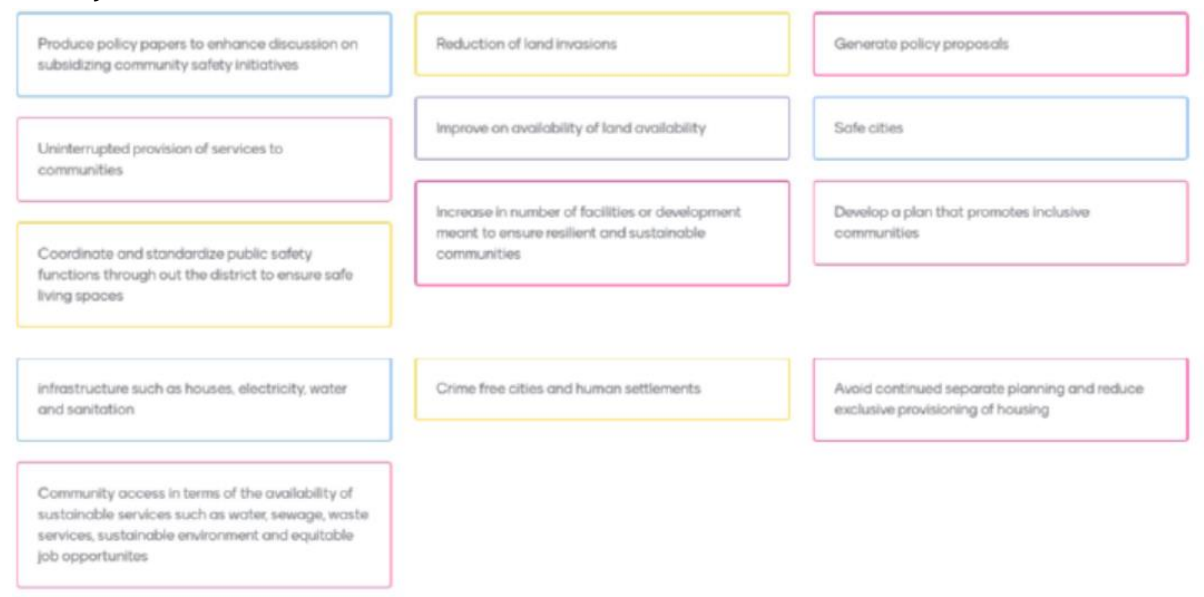 Produce policy papers to enhance discussion on
subsidizing community safety initiatives
Uninterrupted provision of services to
communities
Coordinate and standardize public safety
functions through out the district to ensure safe
living spaces
Reduction of land invasions
Improve on availability of land availability
Increase in number of facilities or development
meant to ensure resilient and sustainable
communities
Generate policy proposals
Safe cities
Develop a plan that promotes inclusive
communities
infrastructure such as houses, electricity, water
and sanitation
Community access in terms of the availability of
sustainable services such as water, sewage, waste
services, sustainable environment and equitable
job opportunites
Crime free cities and human settlements
Avoid continued separate planning and reduce
exclusive provisioning of housing